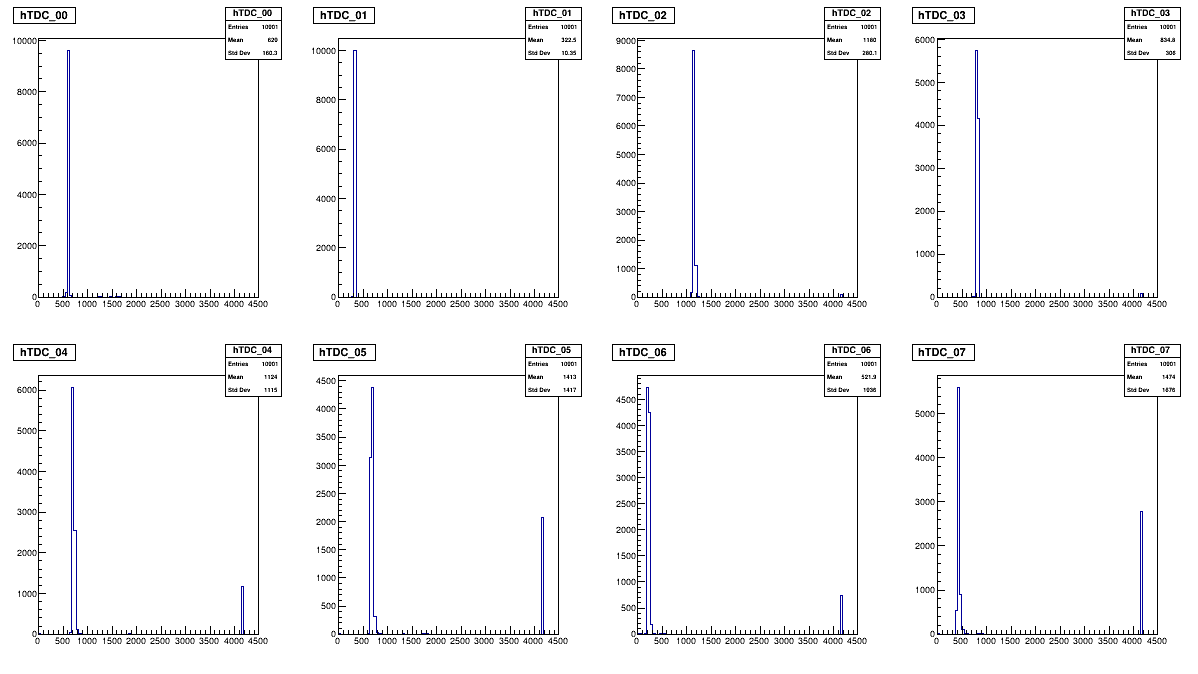 hTDC_00
hTDC_00
Entries 10001
Mean 620
Std Dev 160.3
10000
8000
6000
4000
2000
0
0 500 1000 1500 2000 2500 3000 3500 4000 4500
hTDC_01
hTDC_01
Entries 10001
Mean 322.5
Std Dev 10.35
10000
8000
6000
4000
2000
0
0 500 1000 1500 2000 2500 3000 3500 4000 4500
hTDC_02
hTDC_02
Entries 10001
Mean 1180
Std Dev 280.1
9000
8000
7000
6000
5000
4000
3000
2000
1000
0
0 500 1000 1500 2000 2500 3000 3500 4000 4500
hTDC_03
hTDC_03
Entries 10001
Mean 834.8
Std Dev 306
6000
5000
4000
3000
2000
1000
0
0 500 1000 1500 2000 2500 3000 3500 4000 4500
hTDC_04
hTDC_04
Entries 10001
Mean 1124
Std Dev 1115
6000
5000
4000
3000
2000
1000
0
0 500 1000 1500 2000 2500 3000 3500 4000 4500
hTDC_05
hTDC_05
Entries 10001
Mean 1413
Std Dev 1417
4500
4000
3500
3000
2500
2000
1500
1000
500
0
0 500 1000 1500 2000 2500 3000 3500 4000 4500
hTDC_06
hTDC_06
Entries 10001
Mean 521.9
Std Dev 1036
4500
4000
3500
3000
2500
2000
1500
1000
500
0
0 500 1000 1500 2000 2500 3000 3500 4000 4500
hTDC_07
hTDC_07
Entries 10001
Mean 1474
Std Dev 1676
5000
4000
3000
2000
1000
0
0 500 1000 1500 2000 2500 3000 3500 4000 4500